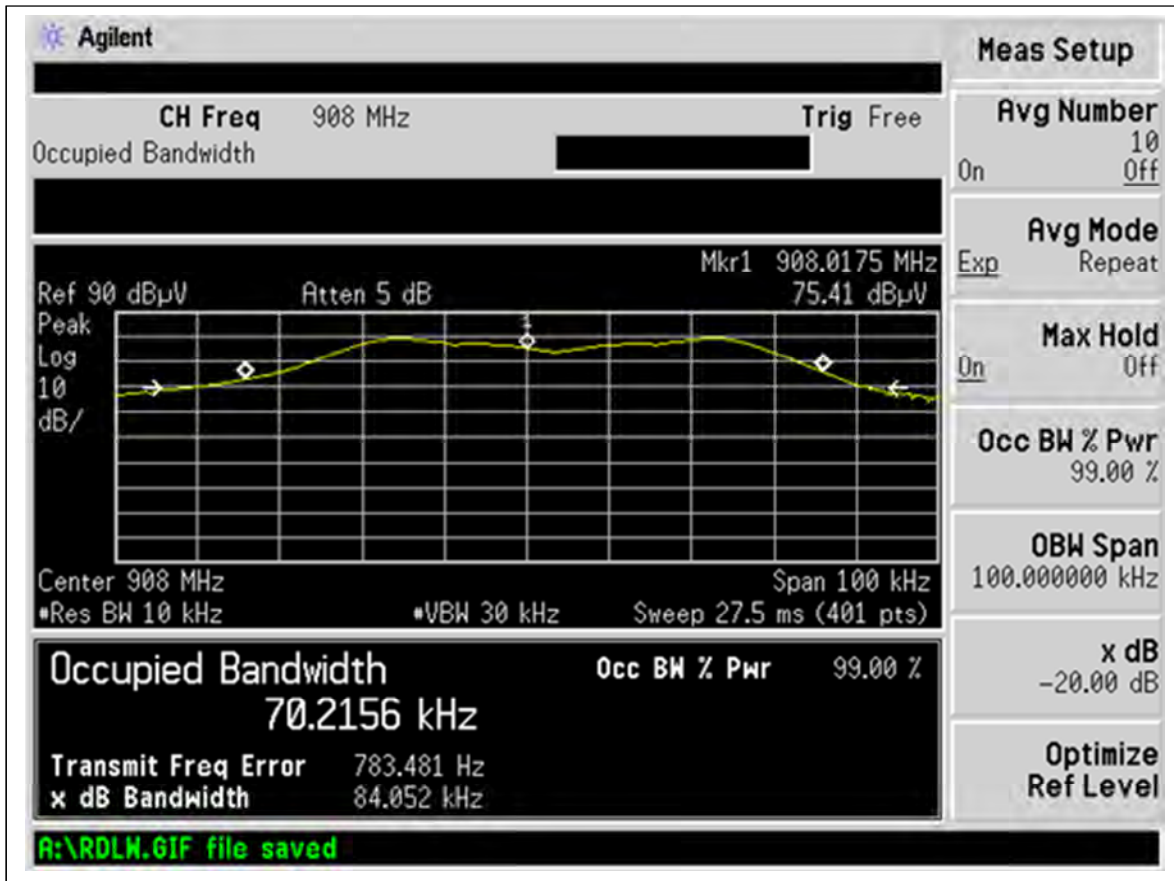 Agilent
Meas Setup
CH Freq 908 MHz Trig Free
Occupied Bandwidth
Avg Number
10
On Off
Avg Mode
Exp Repeat
Max Hold
On Off
Occ BW % Pwr
99.00 %
OBW Span
100.000000 kHz
x dB
-20.00 dB
Optimize
Ref Level
Mkr1 908.0175 MHz
Ref 90 dBµV Atten 5 dB 75.41 dBµV
Peak
Log
10
dB/
1
Center 908 MHz Span 100 kHz
#Res BW 10 kHz #VBW 30 kHz Sweep 27.5 ms (401 pts)
Occupied Bandwidth Occ BW % Pwr 99.00 %
70.2156 kHz
Transmit Freq Error 783.481 Hz
x dB Bandwidth 84.052 kHz
A:\RDLW.GIF file saved